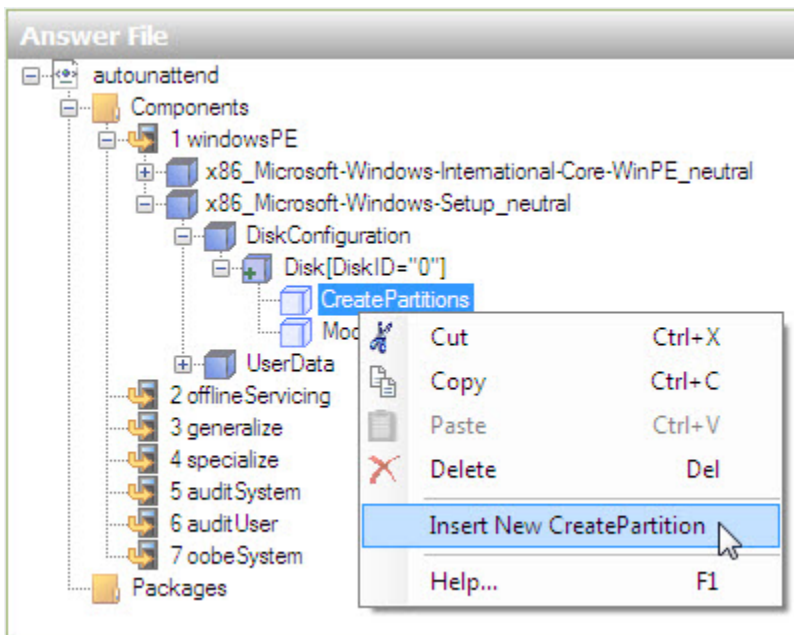 Answer File
autounattend
Components
1 windowsPE
x86_Microsoft-Windows-International-Core-WinPE_neutral
x86_Microsoft-Windows-Setup_neutral
DiskConfiguration
Disk[DiskID="0"]
CreatePartitions
Mod
UserData
2 offlineServicing
3 generalize
4 specialize
5 auditSystem
6 auditUser
7 oobeSystem
Packages
Cut Ctrl+X
Copy Ctrl+C
Paste Ctrl+V
Delete Del
Insert New CreatePartition
Help... F1